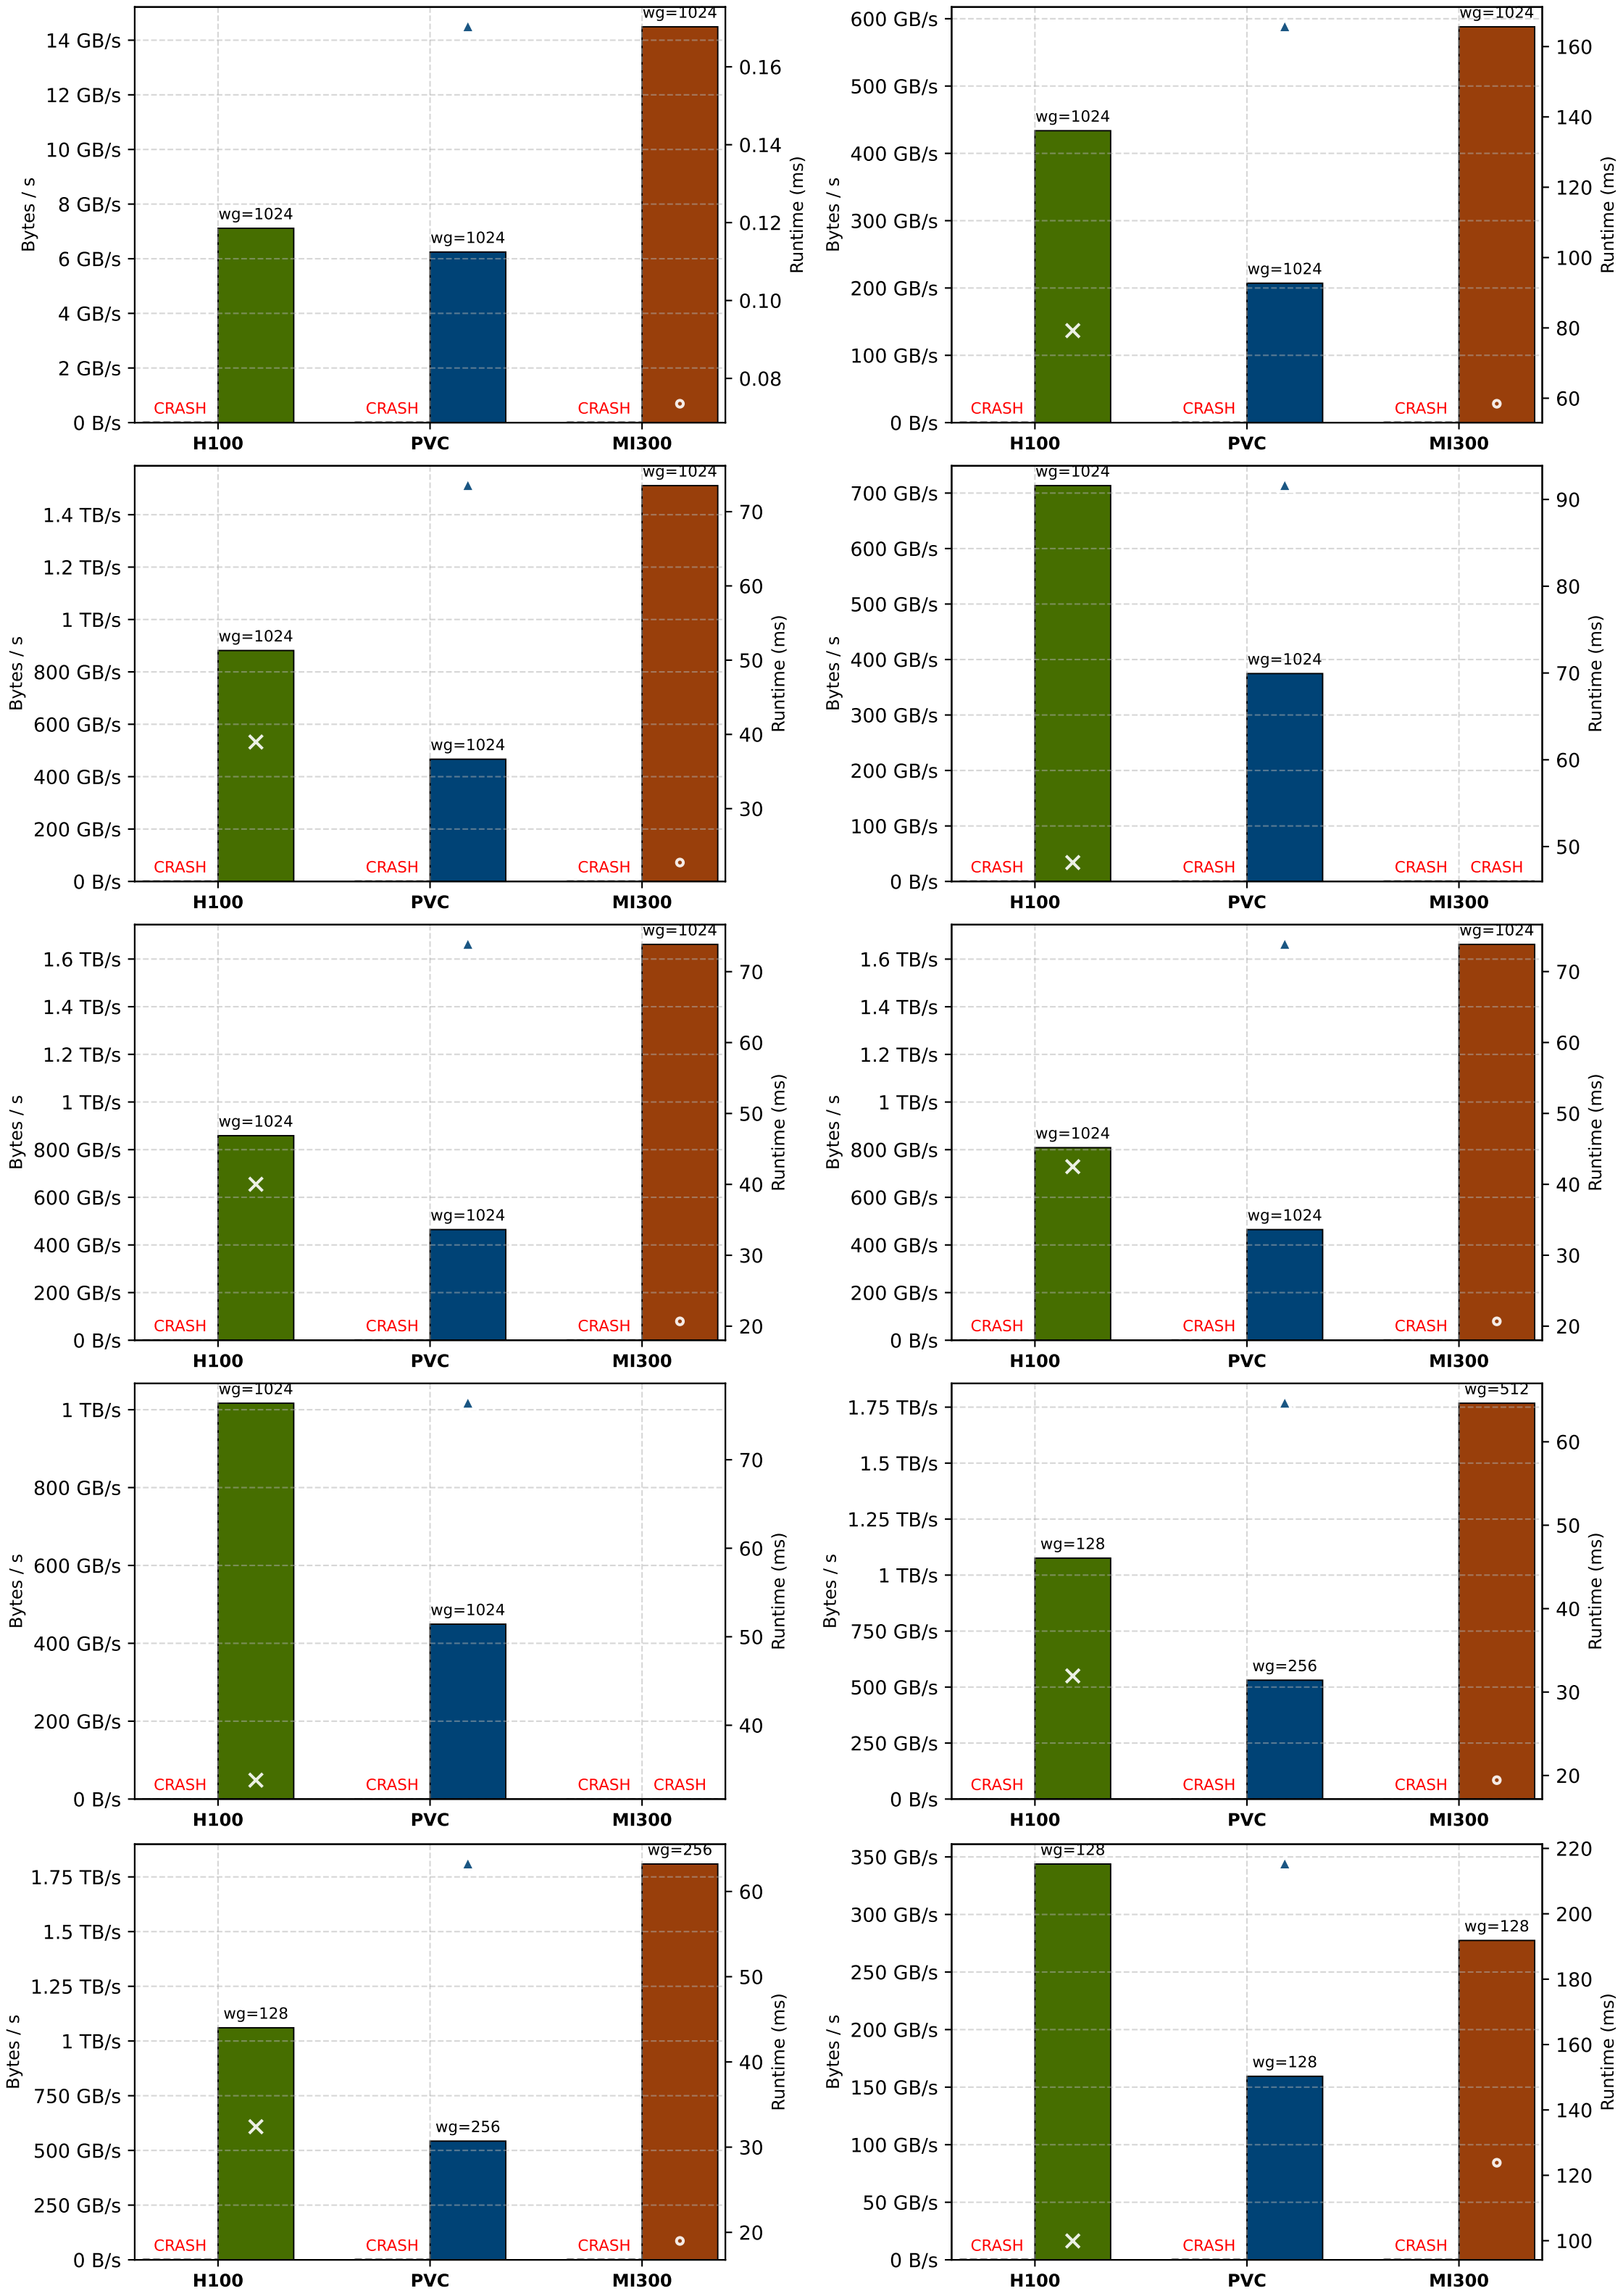 wg=1024
wg=1024
14 GB/s
0.16
12 GB/s
0.14
10 GB/s
wg=1024
0.12
8 GB/s
wg=1024
6 GB/s
0.10
4 GB/s
0.08
2 GB/s
CRASH
CRASH
CRASH
0 B/s
H100
PVC
MI300
Bytes / s
Runtime (ms)
wg=1024
600 GB/s
160
500 GB/s
wg=1024
140
400 GB/s
120
300 GB/s
wg=1024
100
200 GB/s
80
100 GB/s
60
CRASH
CRASH
CRASH
0 B/s
H100
PVC
MI300
Bytes / s
Runtime (ms)
wg=1024
1.4 TB/s
70
1.2 TB/s
60
1 TB/s
wg=1024
50
800 GB/s
600 GB/s
40
wg=1024
400 GB/s
30
200 GB/s
CRASH
CRASH
CRASH
0 B/s
H100
PVC
MI300
Bytes / s
Runtime (ms)
wg=1024
700 GB/s
90
600 GB/s
80
500 GB/s
wg=1024
400 GB/s
70
300 GB/s
60
200 GB/s
100 GB/s
50
CRASH
CRASH
CRASH
CRASH
0 B/s
H100
PVC
MI300
Bytes / s
Runtime (ms)
wg=1024
1.6 TB/s
70
1.4 TB/s
60
1.2 TB/s
1 TB/s
50
wg=1024
800 GB/s
40
600 GB/s
wg=1024
400 GB/s
30
200 GB/s
20
CRASH
CRASH
CRASH
0 B/s
H100
PVC
MI300
Bytes / s
Runtime (ms)
wg=1024
1.6 TB/s
70
1.4 TB/s
60
1.2 TB/s
1 TB/s
50
wg=1024
800 GB/s
40
600 GB/s
wg=1024
400 GB/s
30
200 GB/s
20
CRASH
CRASH
CRASH
0 B/s
H100
PVC
MI300
Bytes / s
Runtime (ms)
wg=1024
1 TB/s
70
800 GB/s
60
600 GB/s
wg=1024
50
400 GB/s
40
200 GB/s
CRASH
CRASH
CRASH
CRASH
0 B/s
H100
PVC
MI300
Bytes / s
Runtime (ms)
wg=512
1.75 TB/s
60
1.5 TB/s
1.25 TB/s
50
wg=128
1 TB/s
40
750 GB/s
wg=256
500 GB/s
30
250 GB/s
20
CRASH
CRASH
CRASH
0 B/s
H100
PVC
MI300
Bytes / s
Runtime (ms)
wg=256
1.75 TB/s
60
1.5 TB/s
50
1.25 TB/s
wg=128
1 TB/s
40
750 GB/s
wg=256
500 GB/s
30
250 GB/s
20
CRASH
CRASH
CRASH
0 B/s
H100
PVC
MI300
Bytes / s
Runtime (ms)
wg=128
220
350 GB/s
200
300 GB/s
wg=128
250 GB/s
180
200 GB/s
160
wg=128
150 GB/s
140
100 GB/s
120
50 GB/s
100
CRASH
CRASH
CRASH
0 B/s
H100
PVC
MI300
Bytes / s
Runtime (ms)